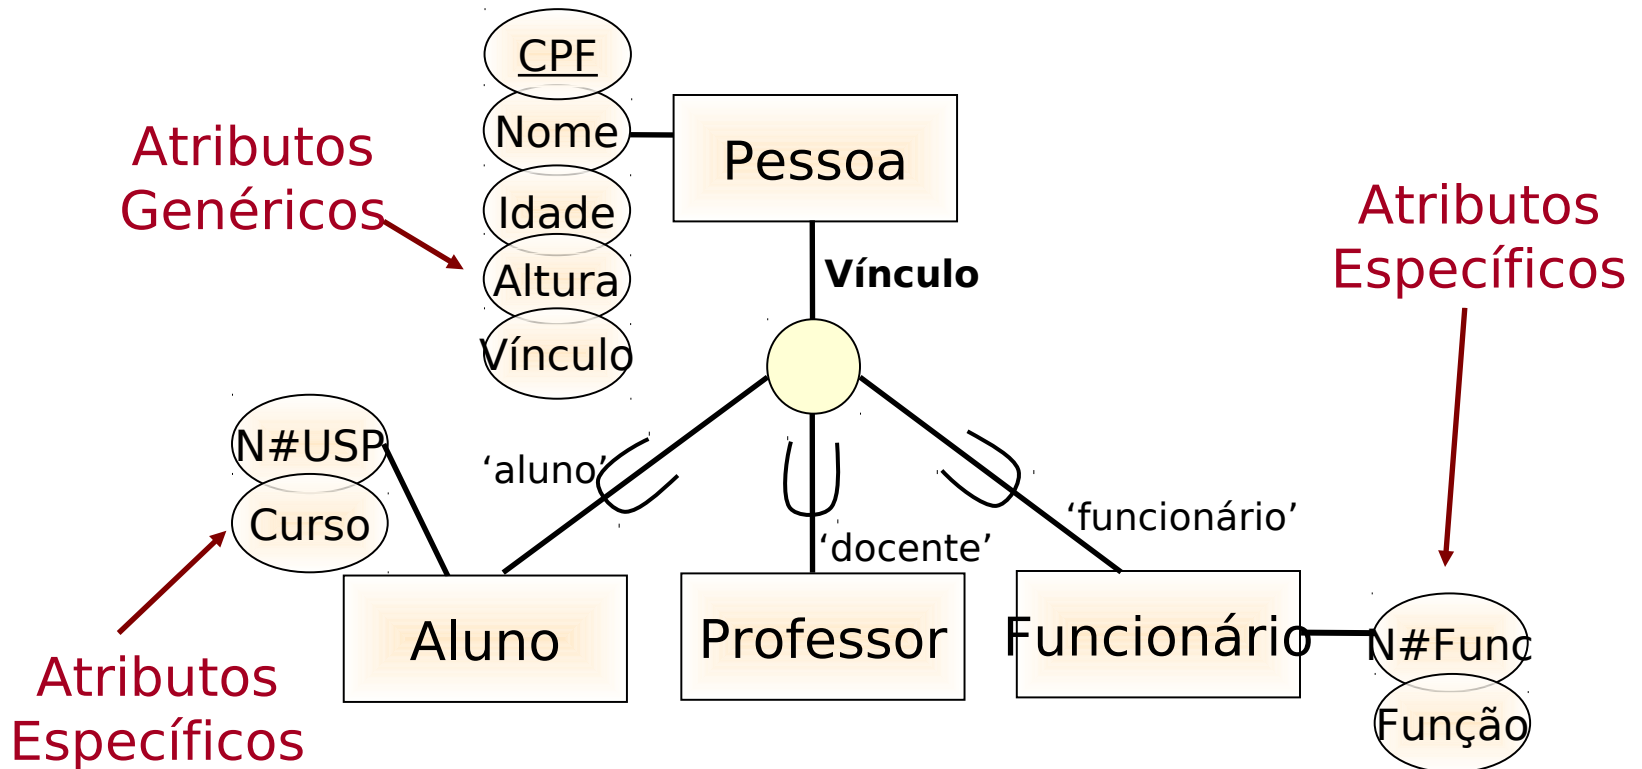 CPF
Nome
Idade
Altura
Vínculo
Pessoa
Atributos
Genéricos
Atributos
Específicos
Vínculo
N#USP
Curso
‘aluno’
‘docente’
‘funcionário’
Aluno
Professor
Funcionário
N#Func
Função
Atributos
Específicos